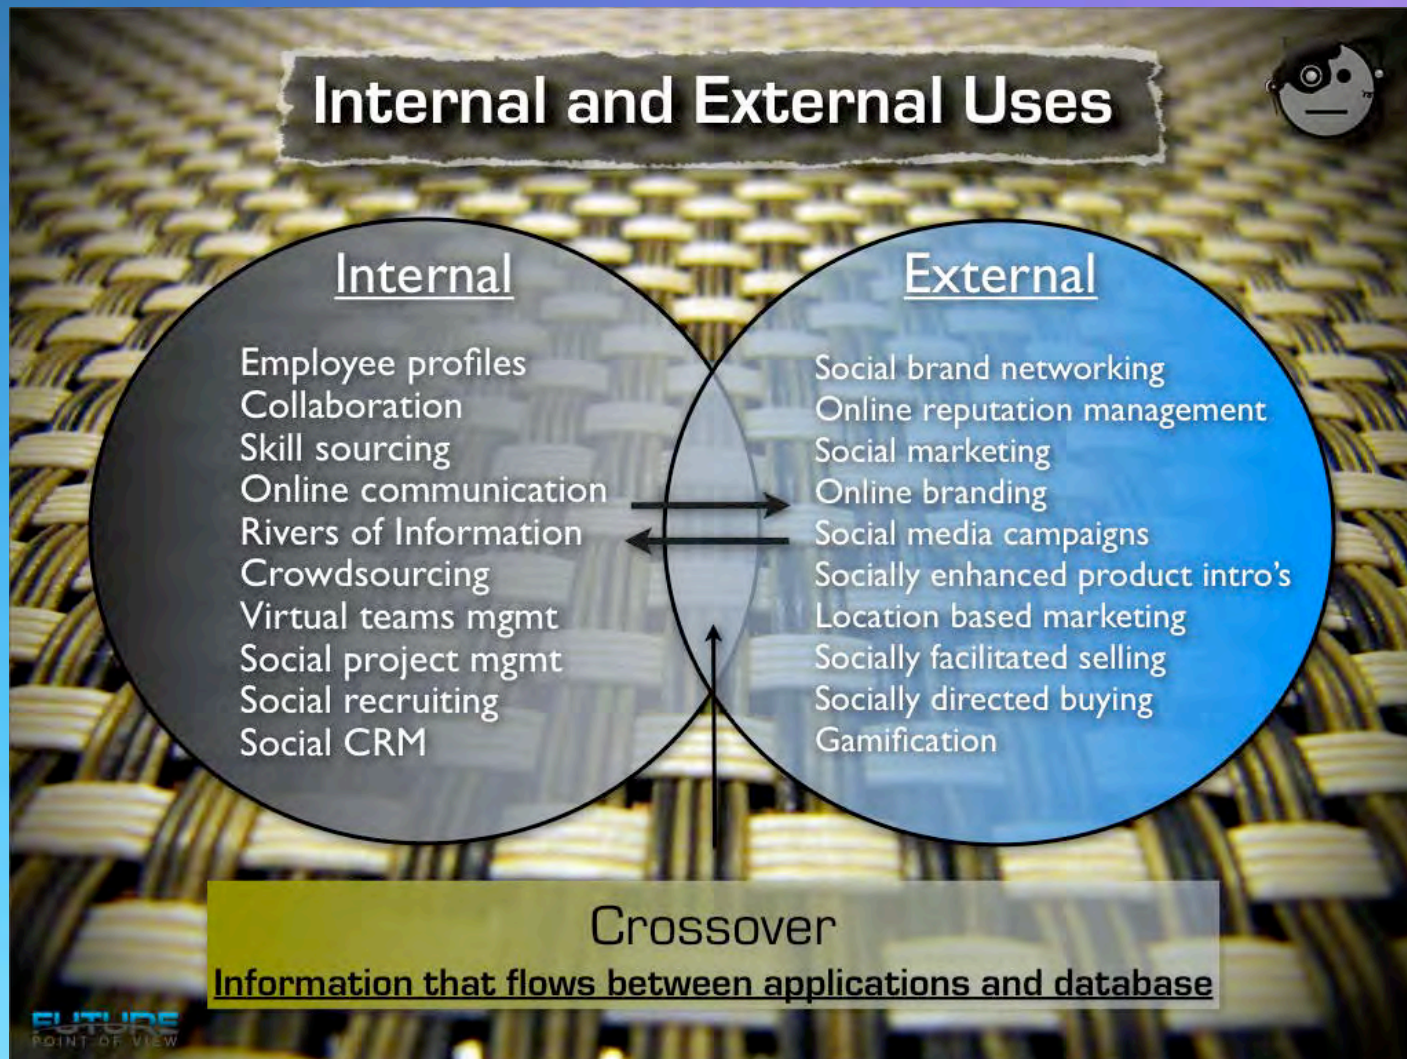 Internal and External Uses
Internal
Employee profiles
Collaboration
Skill sourcing
Online communication
Rivers of Information
Crowdsourcing
Virtual teams mgmt
Social project mgmt
Social recruiting
Social CRM
External
Social brand networking
Online reputation management
Social marketing
Online branding
Social media campaigns
Socially enhanced product intro's
Location based marketing
Socially facilitated selling
Socially directed buying
Gamification
Crossover
Information that flows between applications and database
FUTURE
POINT OF VIEW